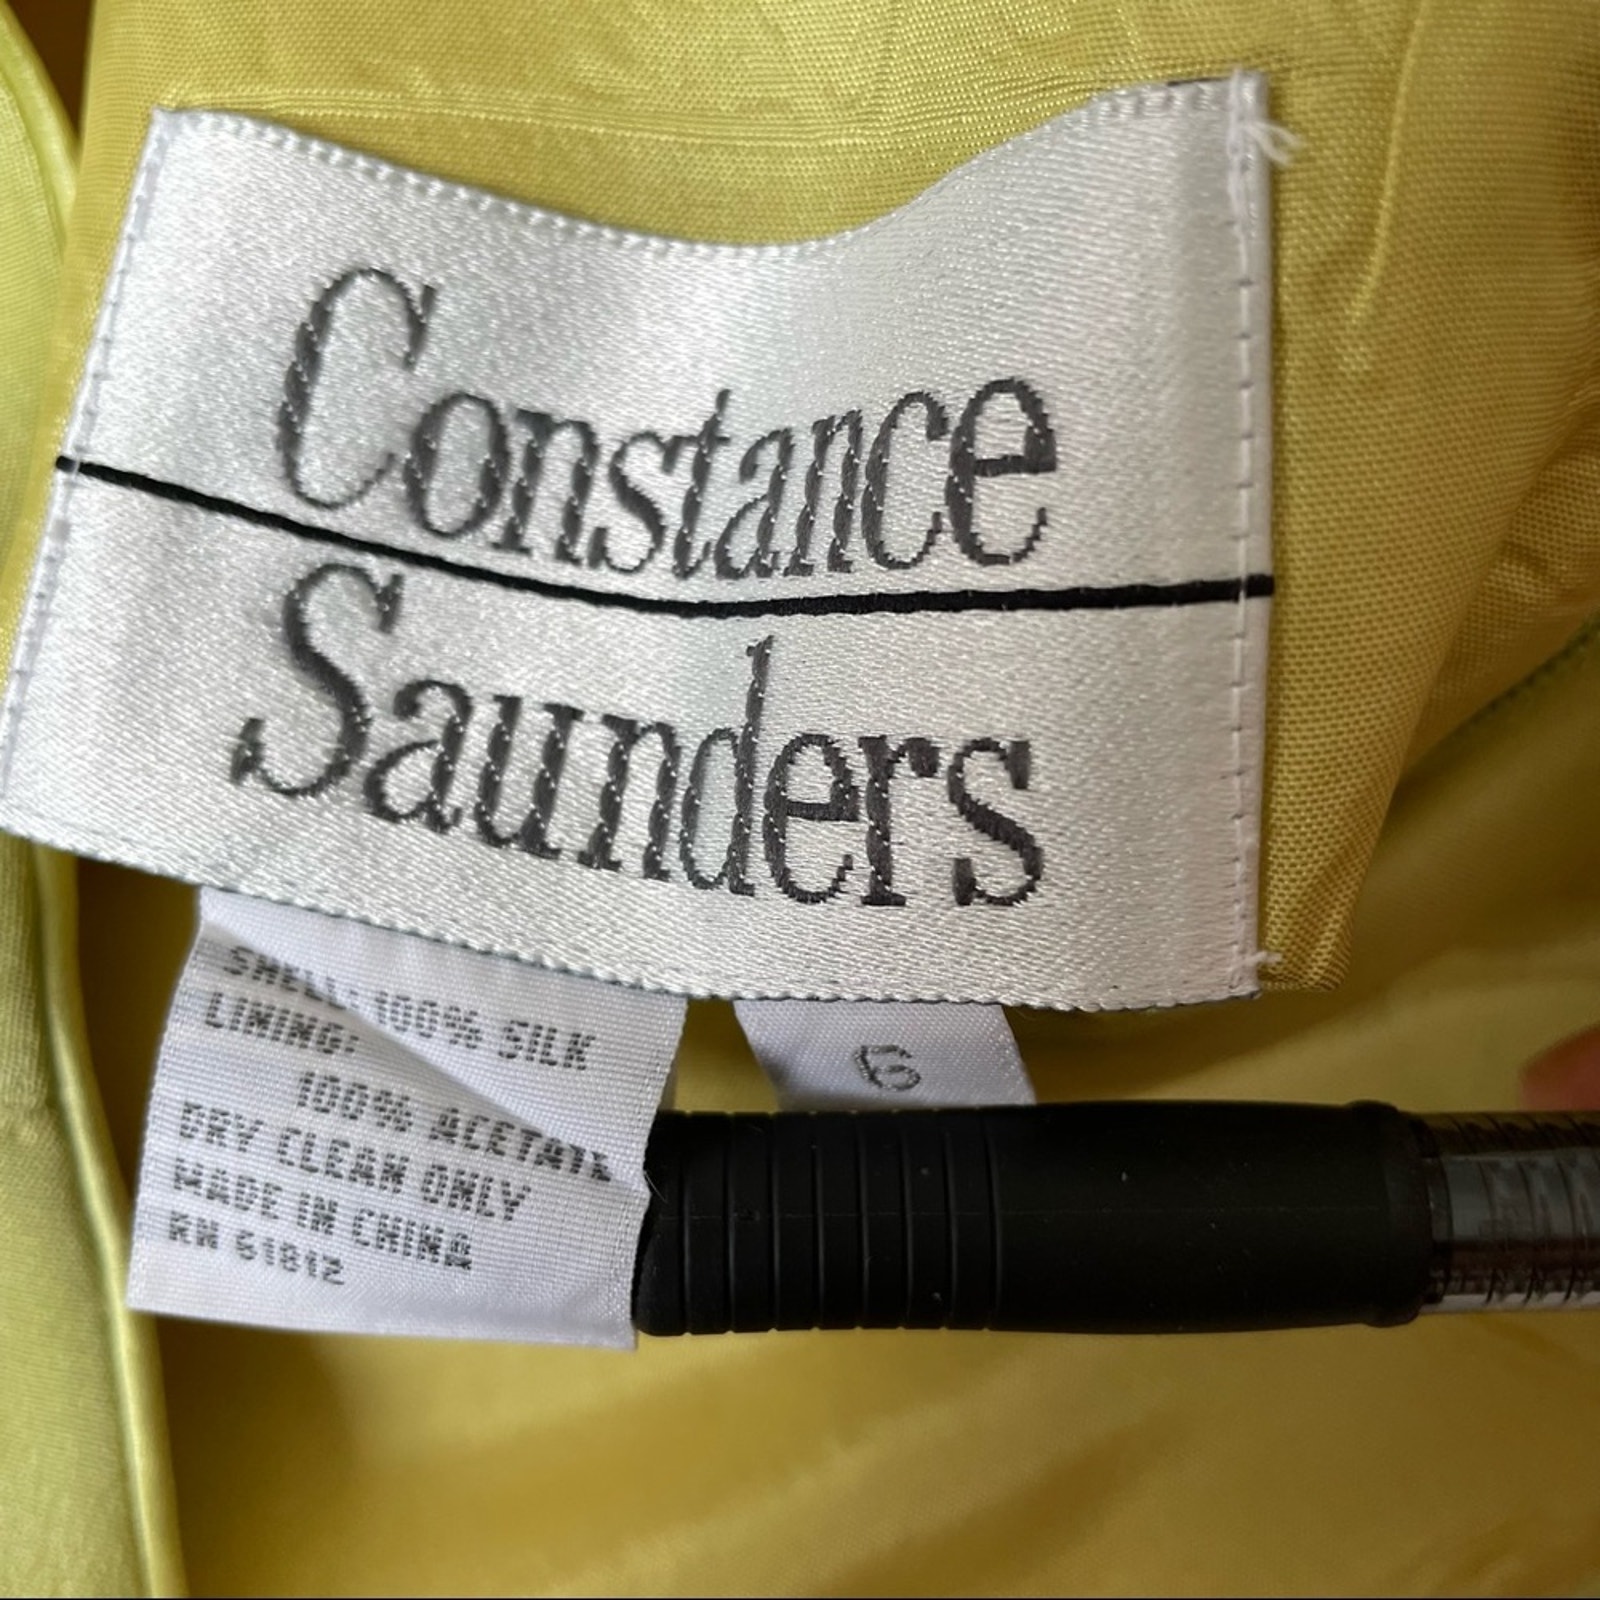 Constance
Saunders
SHELL: 100% SILK
LINING:
100% ACETATE
DRY CLEAN ONLY
MADE IN CHINA
RN 61812
6